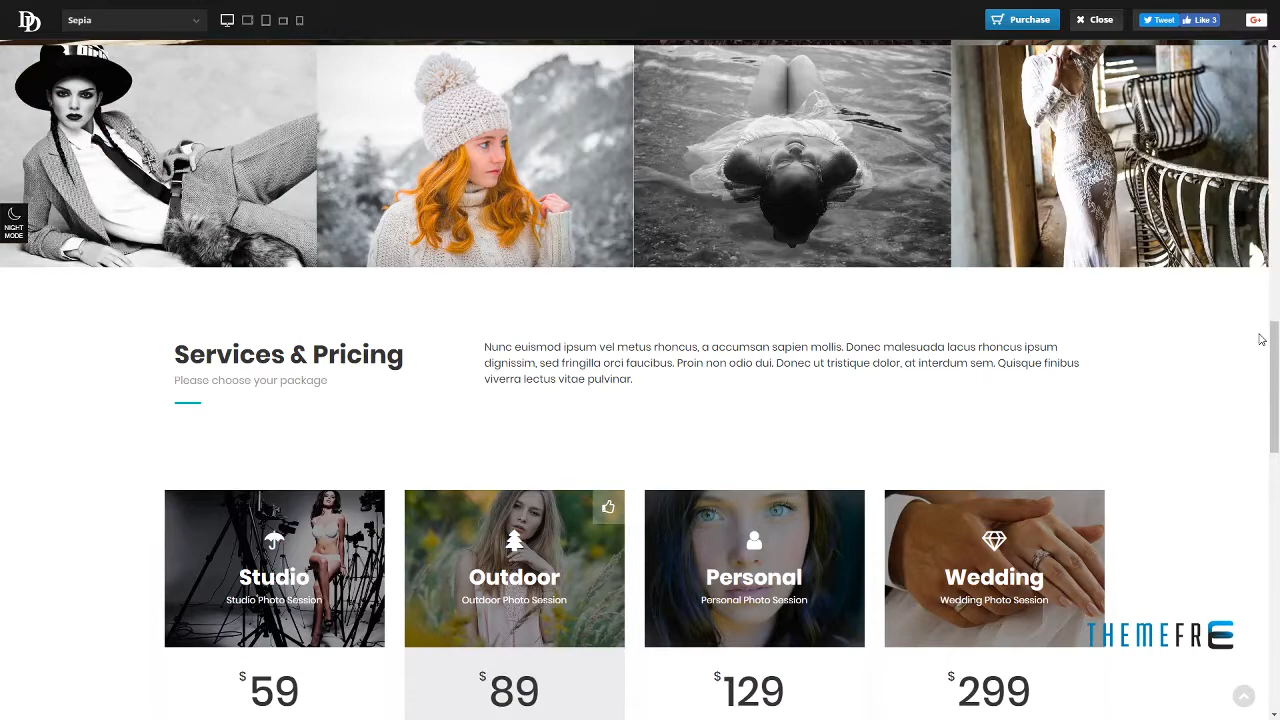 Sepia
Purchase
Close
Tweet
Like 3
G+
NIGHT
MODE
Services & Pricing
Please choose your package
Nunc euismod ipsum vel metus rhoncus, a accumsan sapien mollis. Donec malesuada lacus rhoncus ipsum
dignissim, sed fringilla orci faucibus. Proin non odio dui. Donec ut tristique dolor, at interdum sem. Quisque finibus
viverra lectus vitae pulvinar.
Studio
Studio Photo Session
Outdoor
Outdoor Photo Session
Personal
Personal Photo Session
Wedding
Wedding Photo Session
THEMEFRE
$59
$89
$129
$299